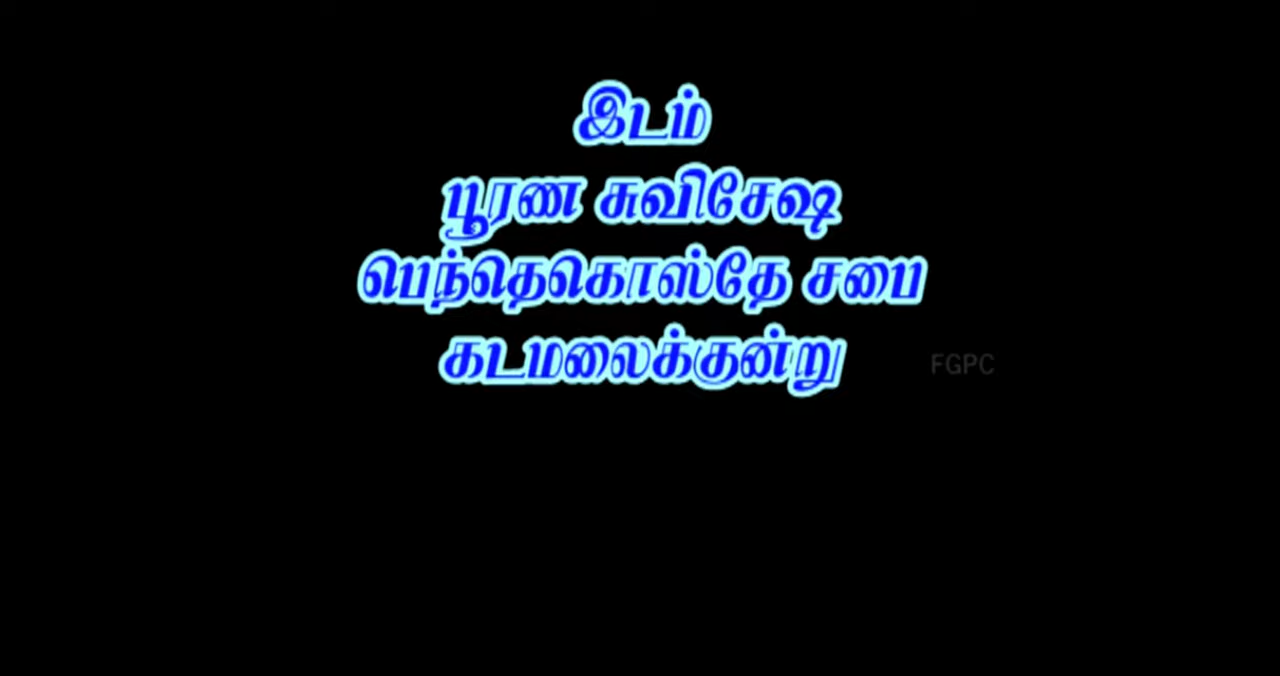 இடம்
பூரண சுவிசேஷ
பெந்தெகொஸ்தே சபை
கடமலைக்குன்று
FGPC